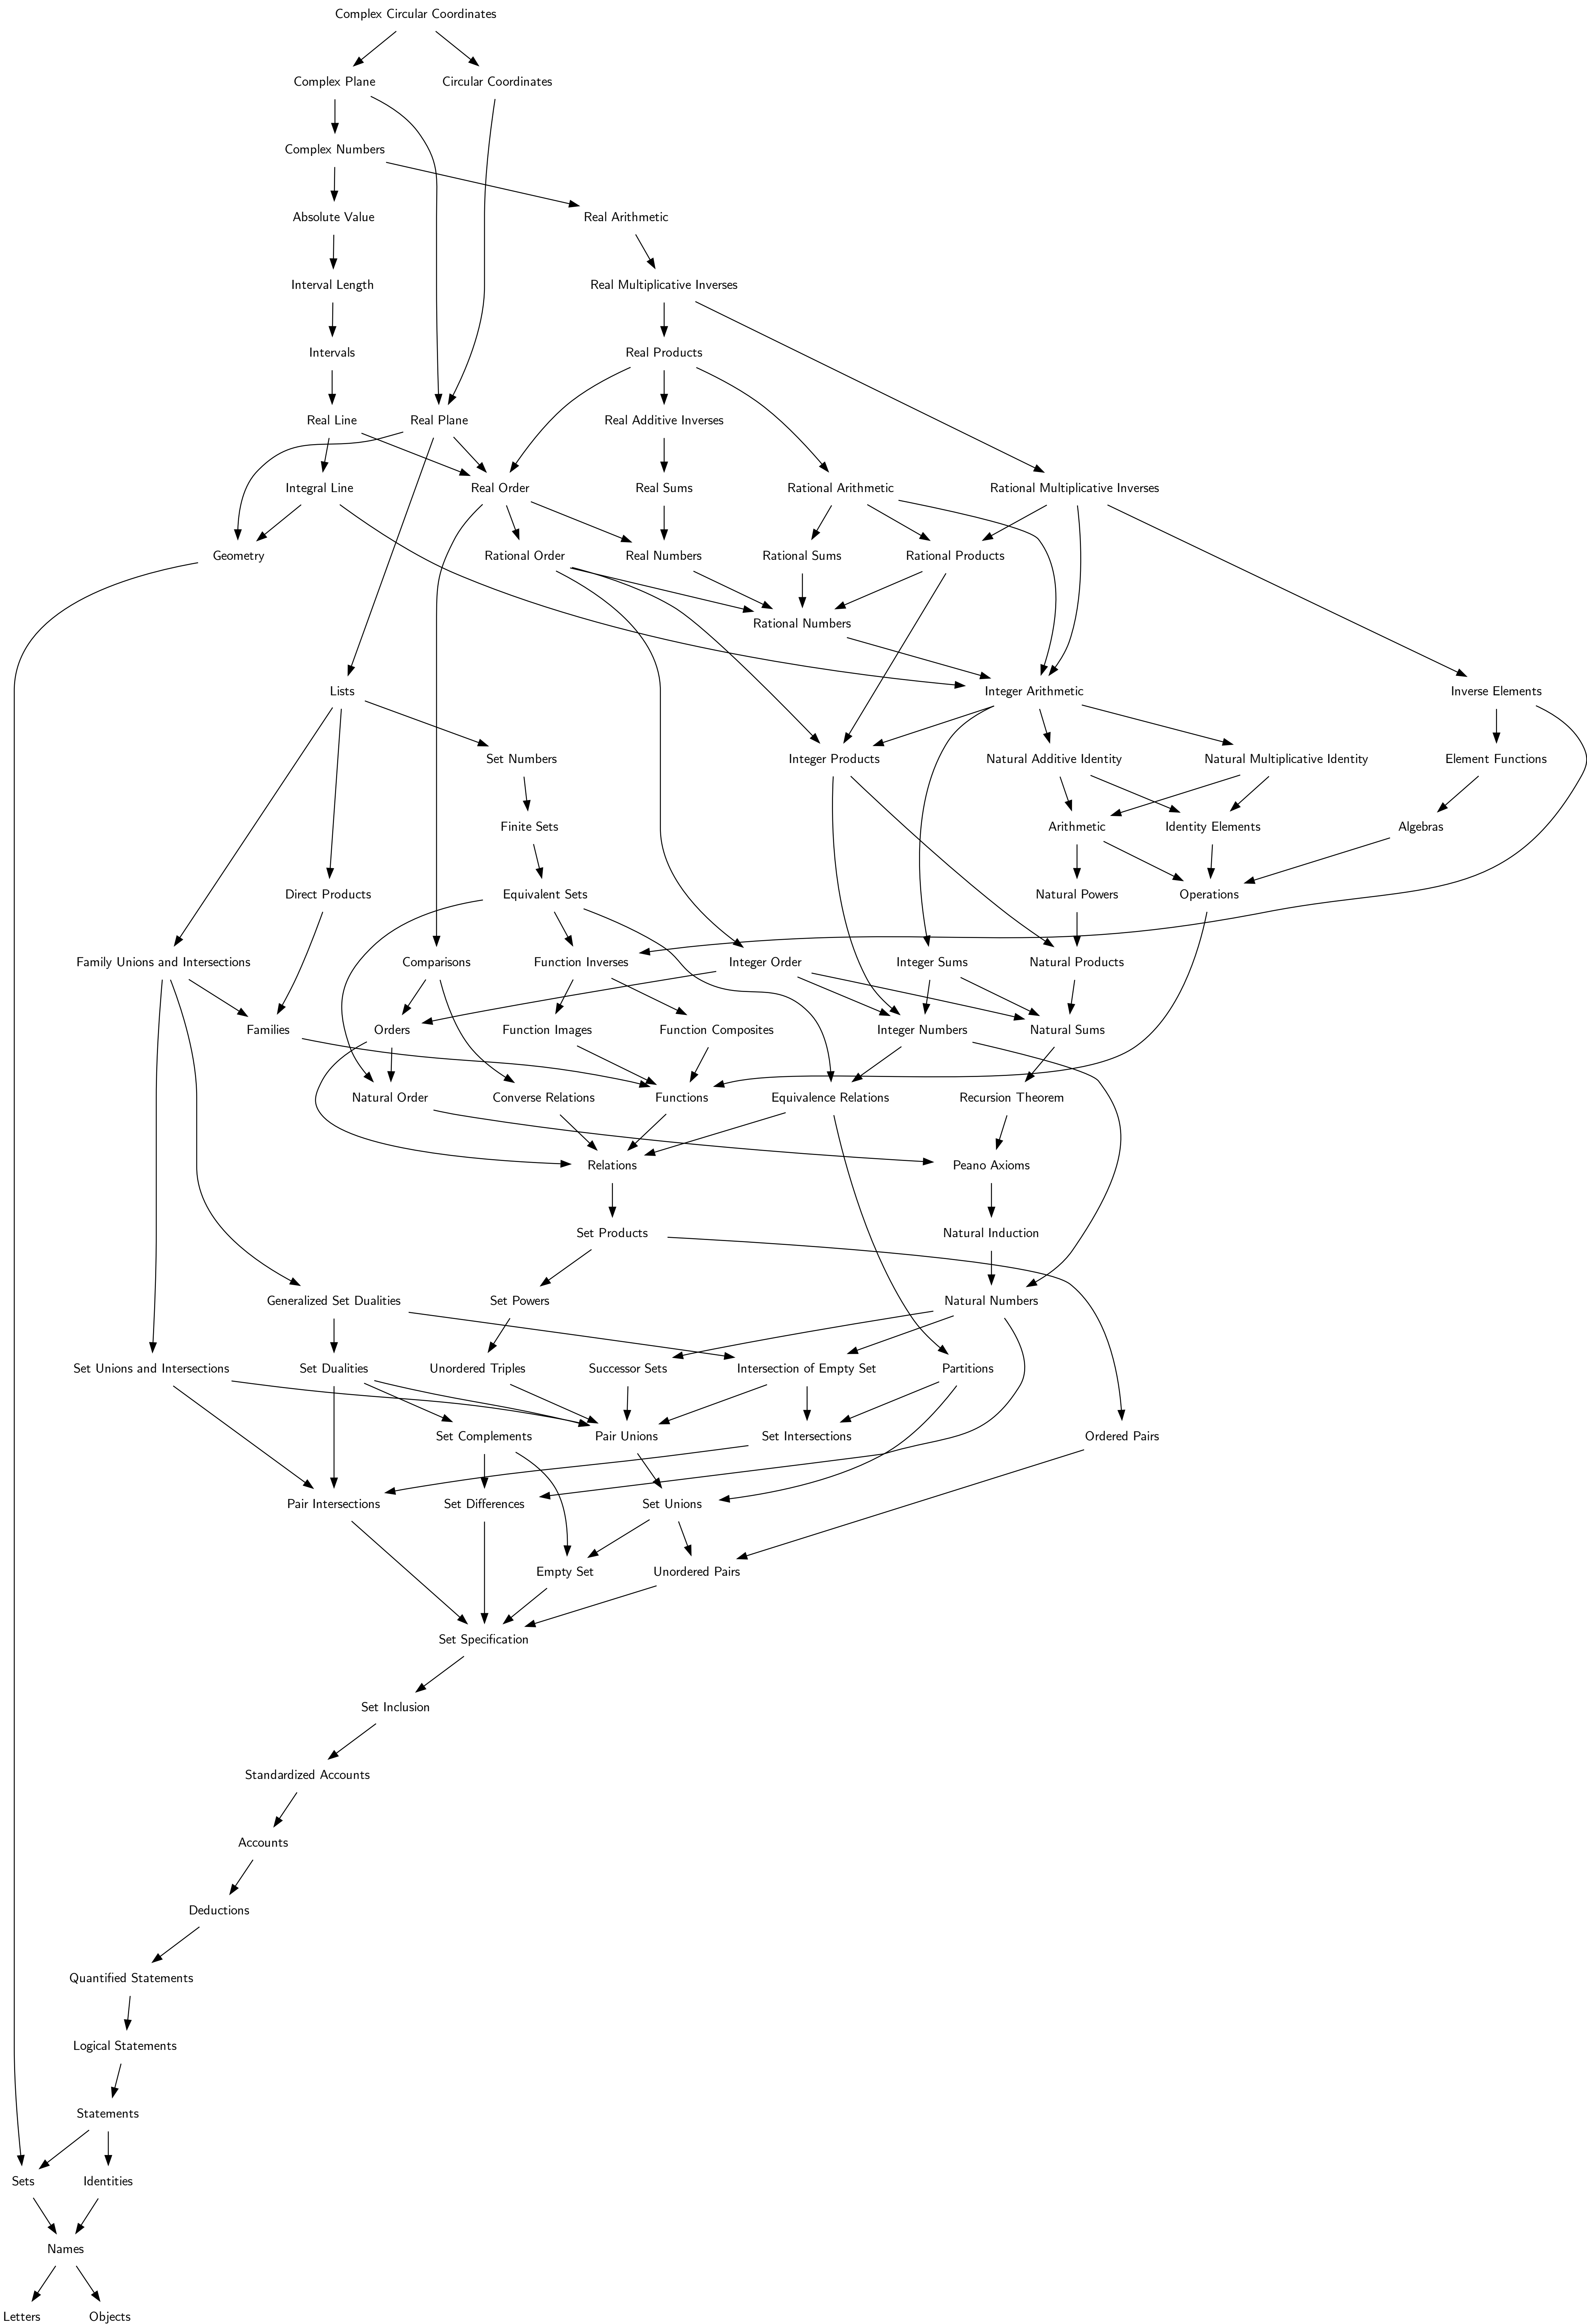 Complex Circular Coordinates
Complex Plane
Circular Coordinates
Complex Numbers
Absolute Value
Real Arithmetic
Interval Length
Real Multiplicative Inverses
Intervals
Real Products
Real Line
Real Plane
Real Additive Inverses
Integral Line
Real Order
Real Sums
Rational Arithmetic
Rational Multiplicative Inverses
Geometry
Rational Order
Real Numbers
Rational Sums
Rational Products
Rational Numbers
Lists
Integer Arithmetic
Inverse Elements
Set Numbers
Integer Products
Natural Additive Identity
Natural Multiplicative Identity
Element Functions
Finite Sets
Arithmetic
Identity Elements
Algebras
Direct Products
Equivalent Sets
Natural Powers
Operations
Family Unions and Intersections
Comparisons
Function Inverses
Integer Order
Integer Sums
Natural Products
Families
Orders
Function Images
Function Composites
Integer Numbers
Natural Sums
Natural Order
Converse Relations
Functions
Equivalence Relations
Recursion Theorem
Relations
Peano Axioms
Set Products
Natural Induction
Generalized Set Dualities
Set Powers
Natural Numbers
Set Unions and Intersections
Set Dualities
Unordered Triples
Successor Sets
Intersection of Empty Set
Partitions
Set Complements
Pair Unions
Set Intersections
Ordered Pairs
Pair Intersections
Set Differences
Set Unions
Empty Set
Unordered Pairs
Set Specification
Set Inclusion
Standardized Accounts
Accounts
Deductions
Quantified Statements
Logical Statements
Statements
Sets
Identities
Names
Letters
Objects